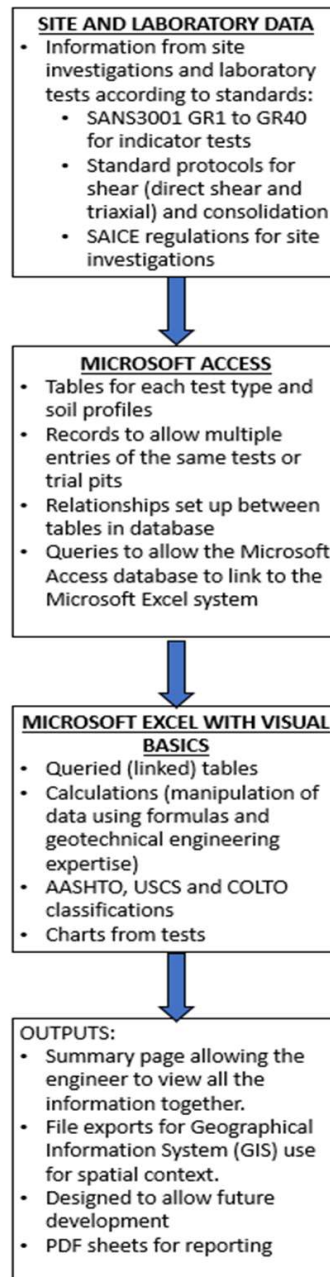 SITE AND LABORATORY DATA
• Information from site
investigations and laboratory
tests according to standards:
• SANS3001 GR1 to GR40
for indicator tests
• Standard protocols for
shear (direct shear and
triaxial) and consolidation
• SAICE regulations for site
investigations
MICROSOFT ACCESS
• Tables for each test type and
soil profiles
• Records to allow multiple
entries of the same tests or
trial pits
• Relationships set up between
tables in database
• Queries to allow the Microsoft
Access database to link to the
Microsoft Excel system
MICROSOFT EXCEL WITH VISUAL
BASICS
• Queried (linked) tables
• Calculations (manipulation of
data using formulas and
geotechnical engineering
expertise)
• AASHTO, USCS and COLTO
classifications
• Charts from tests
OUTPUTS:
• Summary page allowing the
engineer to view all the
information together.
• File exports for Geographical
Information System (GIS) use
for spatial context.
• Designed to allow future
development
• PDF sheets for reporting